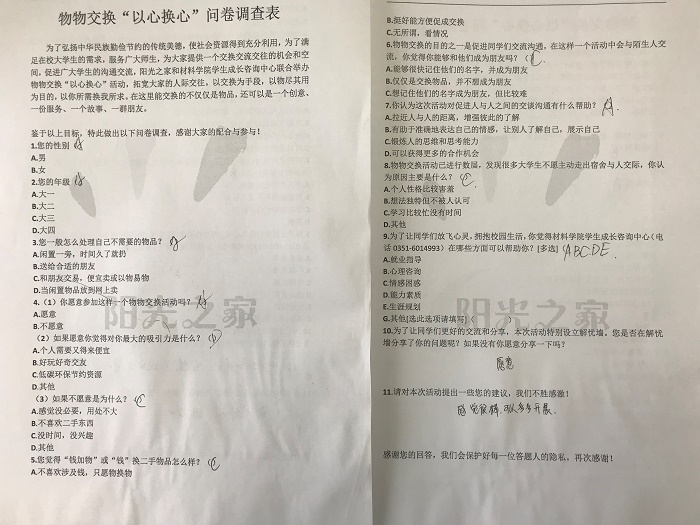 物物交换“以心换心”问卷调查表
为了弘扬中华民族勤俭节约的传统美德，使社会资源得到充分利用，为了满
足在校大学生的需求，服务广大师生，为大家提供一个交换交流交往的机会和空
间，促进广大学生的沟通交流，阳光之家和材料学院学生成长咨询中心联合举办
物物交换“以心换心”活动，拓宽大家的人际交往，以交换为手段，以物尽其用
为目的，以你所需换我所求。在这里能交换的不仅仅是物品，还可以是一个创意、
一份服务、一个故事、一群朋友。
鉴于以上目标，特此做出以下问卷调查，感谢大家的配合与参与！
1.您的性别 A
A.男
B.女
2.您的年级 A
A.大一
B.大二
C.大三
D.大四
3.您一般怎么处理自己不需要的物品？
A.闲置一旁，时间久了就扔
B.送给合适的朋友
C.和朋友交易，便宜卖或以物易物
D.当闲置物品放到网上卖
4.（1）你愿意参加这样一个物物交换活动吗？ A
A.愿意
B.不愿意
（2）如果愿意你觉得对你最大的吸引力是什么？ D
A.个人需要又得来便宜
B.好玩好奇交友
C.低碳环保节约资源
D.其他
（3）如果不愿意是为什么？ C
A.感觉没必要，用处不大
B.不喜欢二手东西
C.没时间，没兴趣
D.其他
5.您觉得“钱加物”或“钱”换二手物品怎么样？ C
A.不喜欢涉及钱，只愿物换物
阳光之家
B.挺好能方便促成交换
C.无所谓，看情况
6.物物交换的目的之一是促进同学们交流沟通，在这样一个活动中会与陌生人交
流，你觉得你能够和他们成为朋友吗？（C.
A.能够很快记住他们的名字，并成为朋友
B.仅仅是交换物品，并不想成为朋友
C.想记住他们的名字成为朋友，但比较难
7.你认为这次活动对促进人与人之间的交谈沟通有什么帮助？ A.
A.拉近人与人的距离，增强彼此的了解
B.有助于准确地表达自己的情感，让别人了解自己，展示自己
C.锻炼人的思维和思考能力
D.可以获得更多的合作机会
8.物物交换活动已进行数届，发现很多大学生不愿主动走出宿舍与人交际，你认
为原因主要是什么？ C.
A.个人性格比较害羞
B.想法独特但不被人认可
C.学习比较忙没有时间
D.其他
9.为了让同学们放飞心灵，拥抱校园生活，你觉得材料学院学生成长咨询中心（电
话 0351-6014993）在哪些方面可以帮助你？[多选]（ABCDE.
A.就业指导
B.心理咨询
C.情感困惑
D.能力素质
E.生涯规划
G.其他[选此选项请填写]（ ）
10.为了让同学们更好的交流和分享，本次活动特别设立解忧墙。您是否在解忧
墙分享了你的问题呢？如果没有你愿意分享一下吗？
愿意
11.请对本次活动提出一些您的建议，我们不胜感激！
感觉很棒.可以多多开展.
感谢您的回答，我们会保护好每一位答题人的隐私，再次感谢！
阳光之家